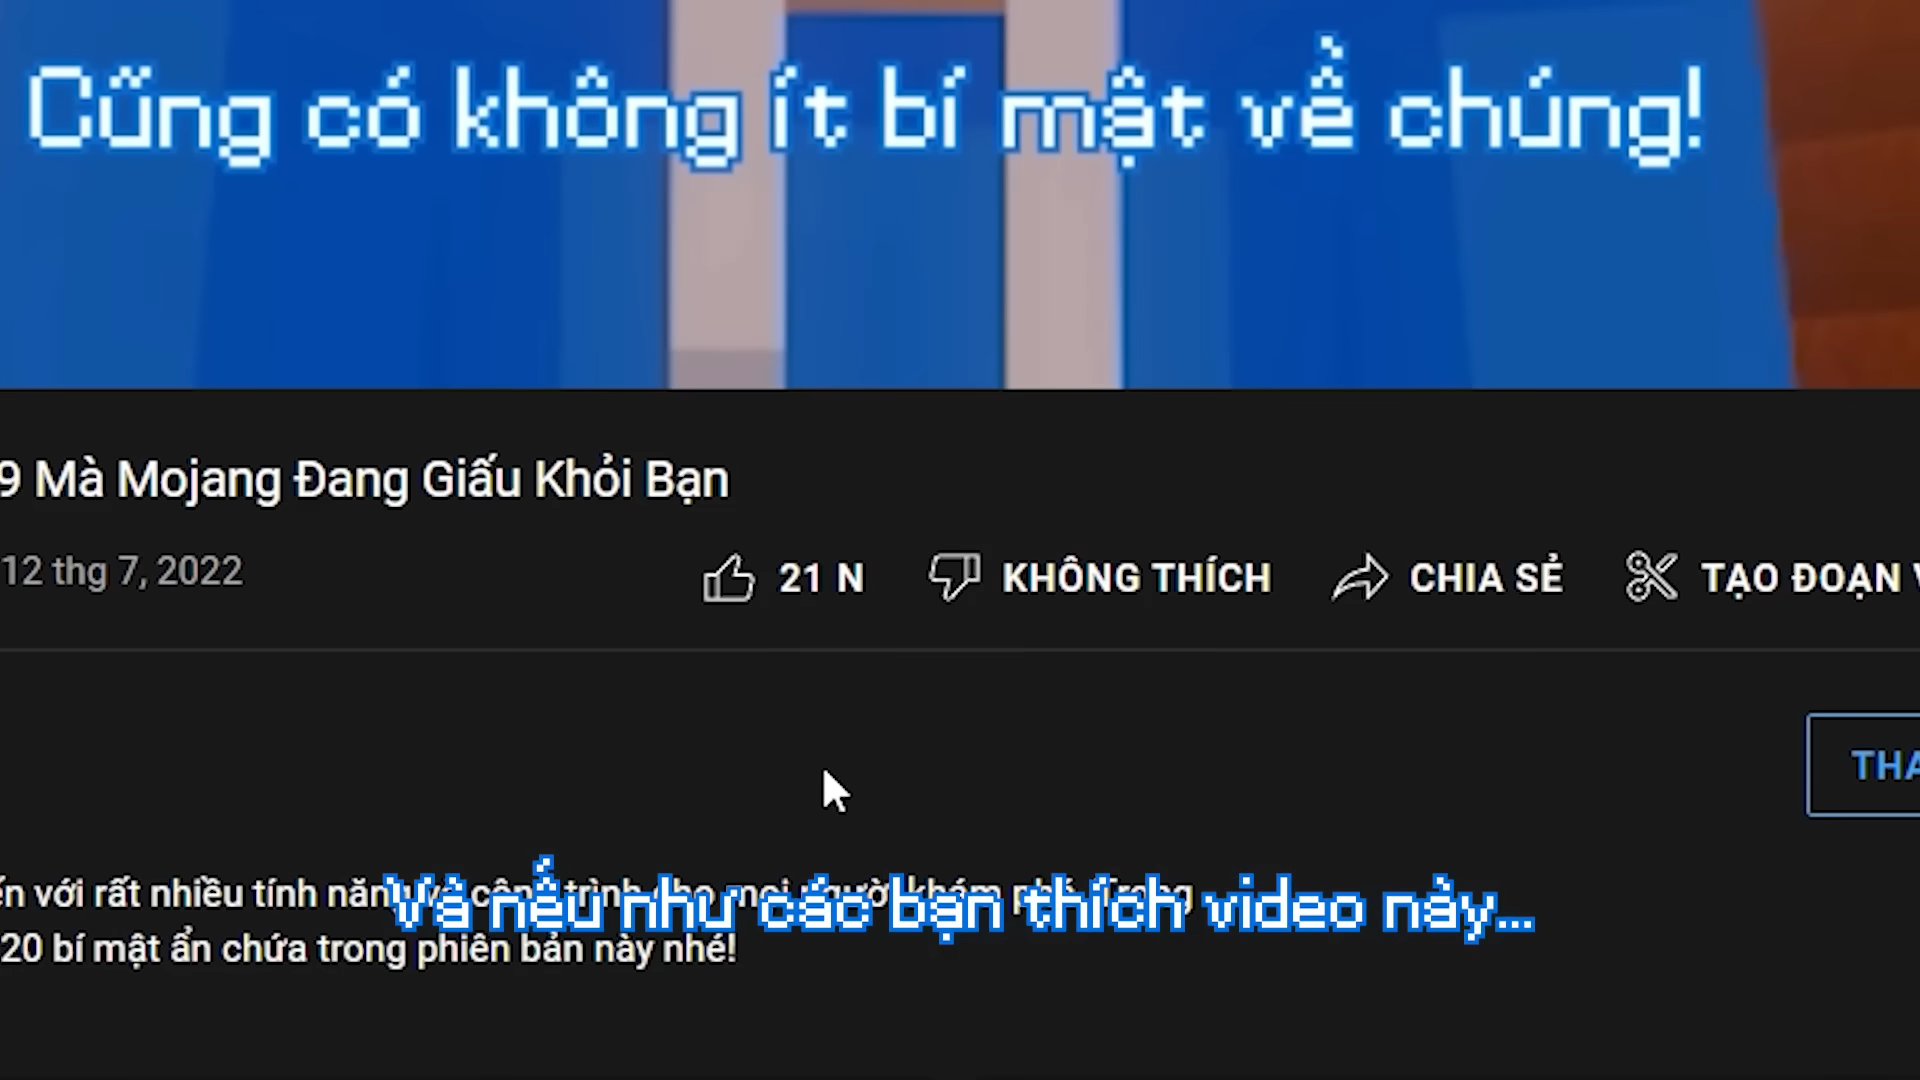 Cũng có không ít bí mật về chúng!
9 Mà Mojang Đang Giấu Khỏi Bạn
12 thg 7, 2022
21 N
KHÔNG THÍCH
CHIA SẺ
TẠO ĐOẠN
với rất nhiều tính năng
Và nếu như các bạn thích video này...
20 bí mật ẩn chứa trong phiên bản này nhé!